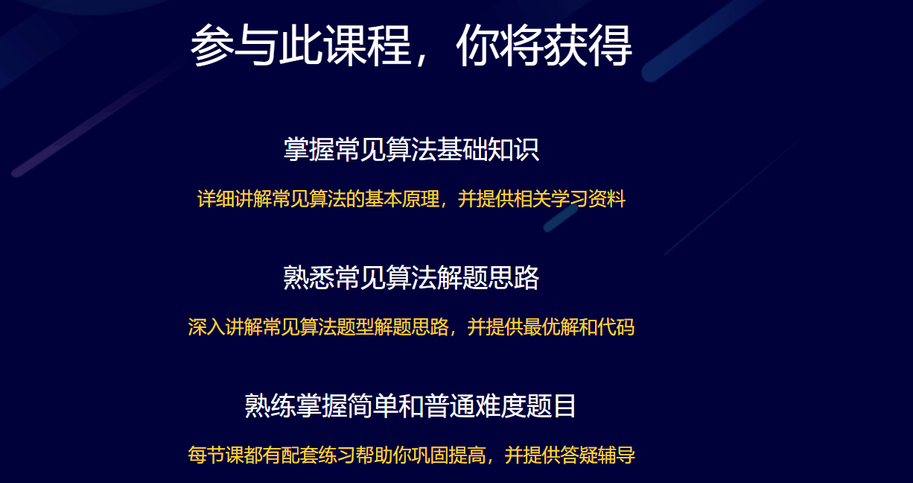 参与此课程，你将获得
掌握常见算法基础知识
详细讲解常见算法的基本原理，并提供相关学习资料
熟悉常见算法解题思路
深入讲解常见算法题型解题思路，并提供最优解和代码
熟练掌握简单和普通难度题目
每节课都有配套练习帮助你巩固提高，并提供答疑辅导